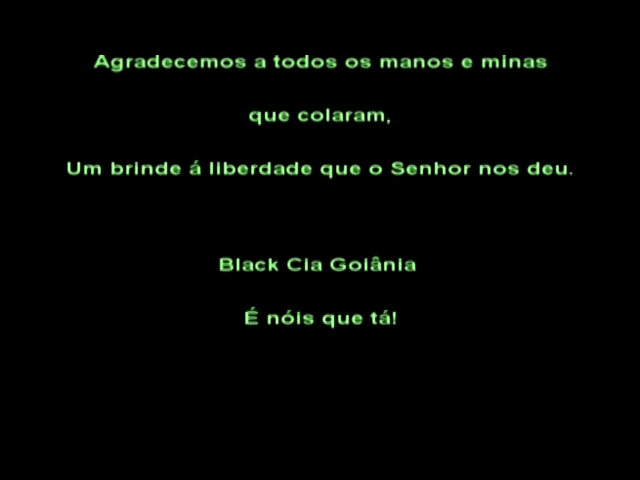 Agradecemos a todos os manos e minas
que colaram,
Um brinde á liberdade que o Senhor nos deu.
Black Cia Goiânia
É nóis que tá!